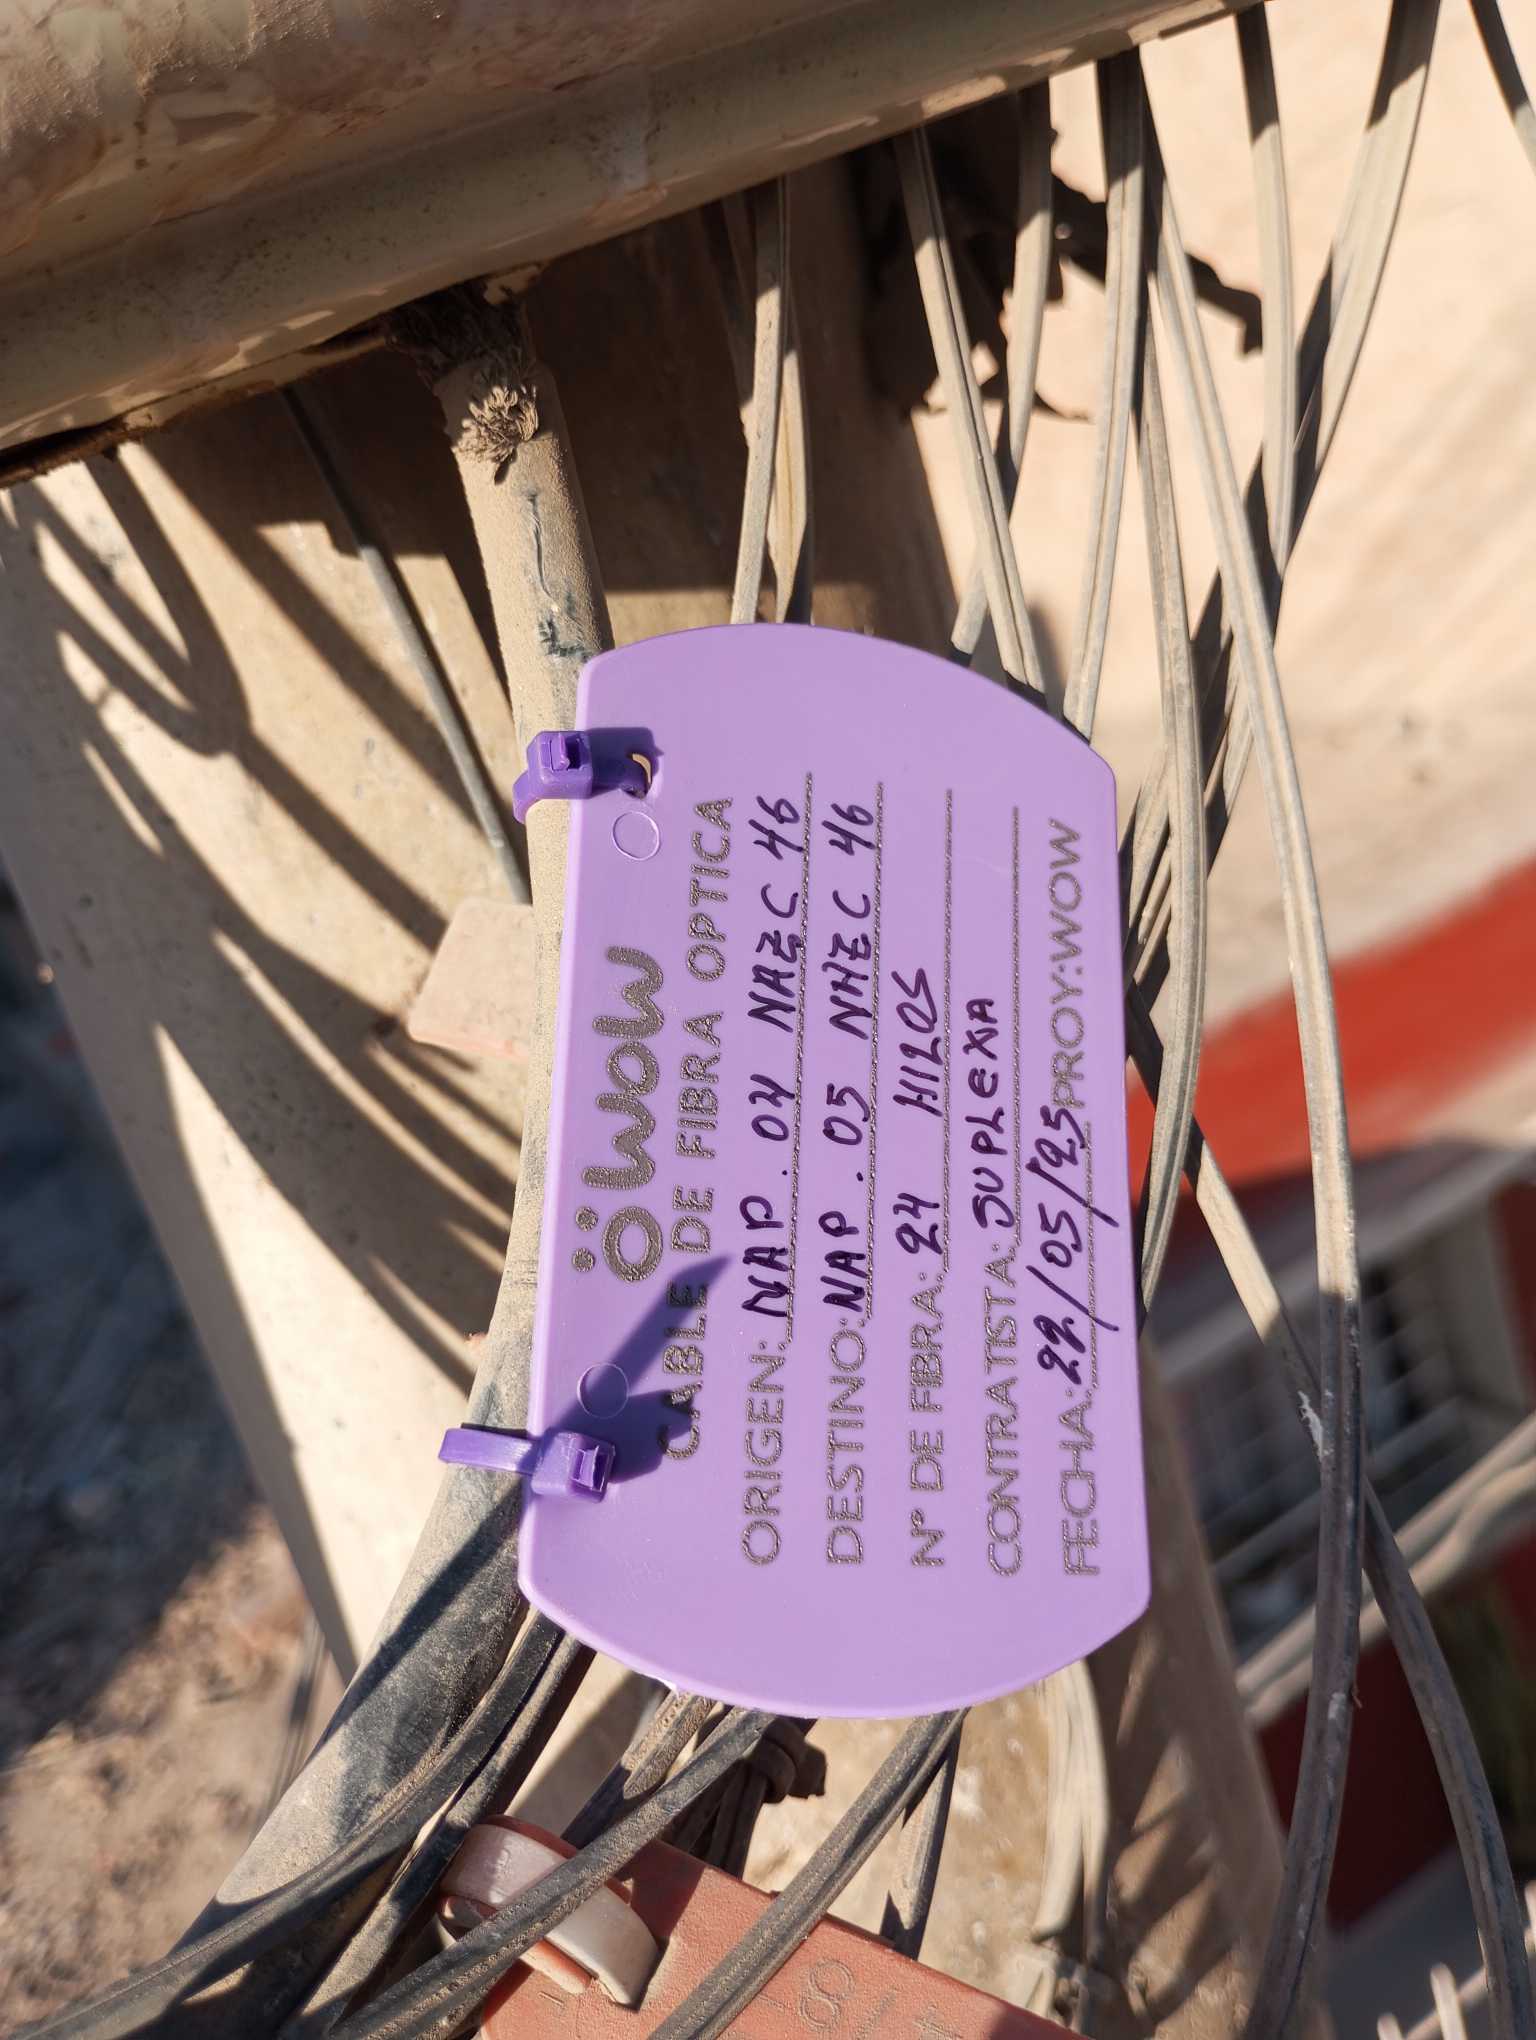 wow
CABLE DE FIBRA OPTICA
ORIGEN: NAP . 04 NAZC 46
DESTINO: NAP . 05 NAZC 46
Nº DE FIBRA: 24 HILOS
CONTRATISTA: SUPLEXIA
FECHA: 22/05/25 PROY:WOW